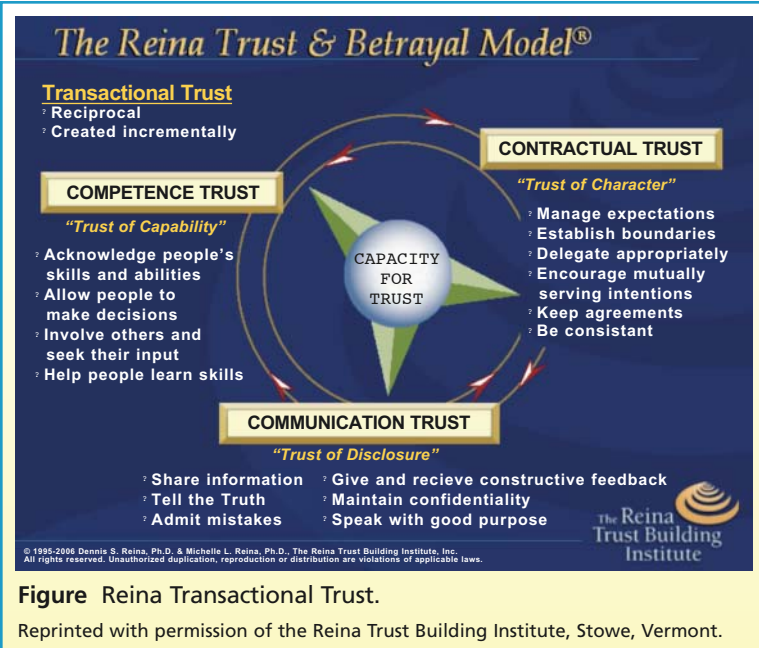 The Reina Trust & Betrayal Model®
Transactional Trust
? Reciprocal
? Created incrementally
CONTRACTUAL TRUST
“Trust of Character”
? Manage expectations
? Establish boundaries
? Delegate appropriately
? Encourage mutually
serving intentions
? Keep agreements
? Be consistant
COMPETENCE TRUST
“Trust of Capability”
? Acknowledge people’s
skills and abilities
? Allow people to
make decisions
? Involve others and
seek their input
? Help people learn skills
CAPACITY
FOR
TRUST
COMMUNICATION TRUST
“Trust of Disclosure”
? Share information
? Tell the Truth
? Admit mistakes
? Give and recieve constructive feedback
? Maintain confidentiality
? Speak with good purpose
The Reina
Trust Building
Institute
© 1995-2006 Dennis S. Reina, Ph.D. & Michelle L. Reina, Ph.D., The Reina Trust Building Institute, Inc.
All rights reserved. Unauthorized duplication, reproduction or distribution are violations of applicable laws.
Figure Reina Transactional Trust.
Reprinted with permission of the Reina Trust Building Institute, Stowe, Vermont.